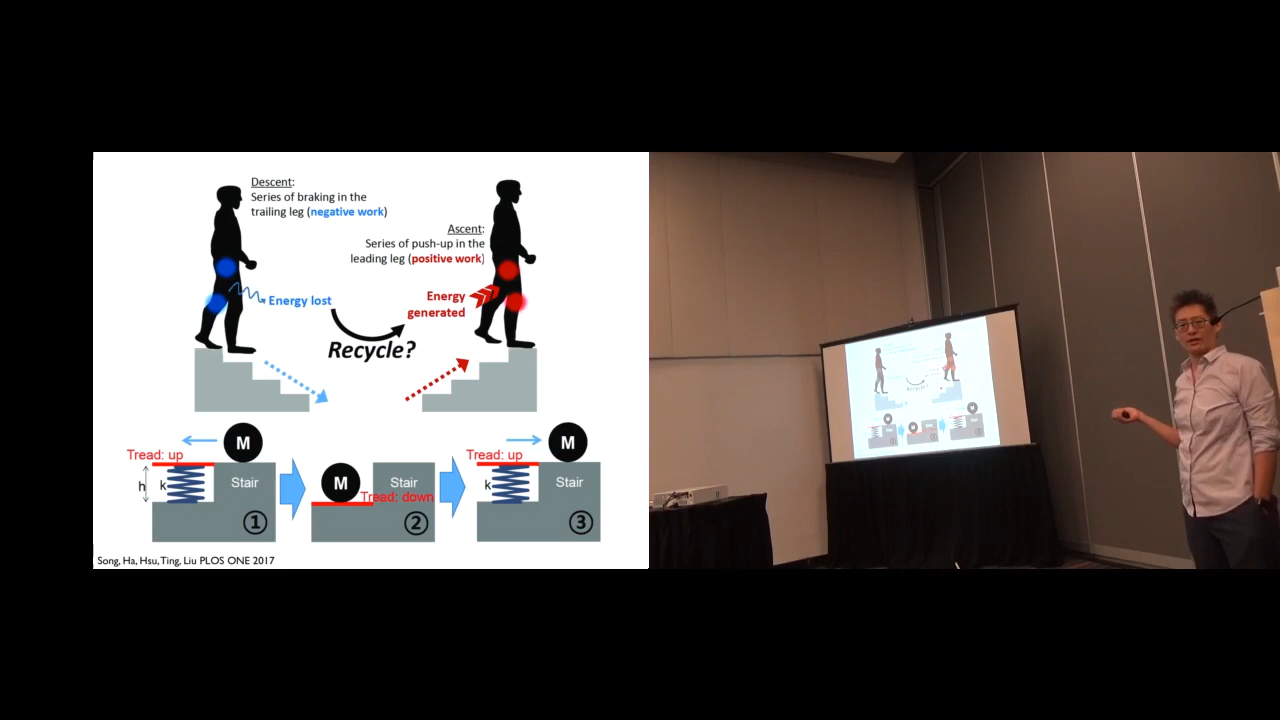 Descent:
Series of braking in the
trailing leg (negative work)
Ascent:
Series of push-up in the
leading leg (positive work)
Energy lost
Energy
generated
Recycle?
M
Tread: up
h
k
Stair
1
M
Stair
Tread: down
2
M
Tread: up
k
Stair
3
Song, Ha, Hsu, Ting, Liu PLOS ONE 2017
Recycle?